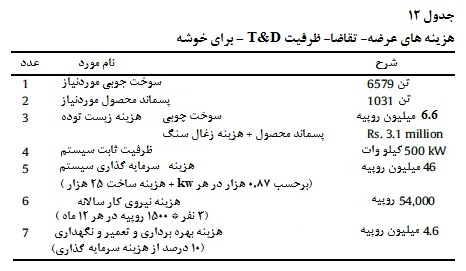 جدول ۱۲
هزینه های عرضه- تقاضا- ظرفیت T&D – برای خوشه
عدد نام مورد شرح
1 سوخت جوبی موردنیاز 6579 تن
2 پسماند محصول موردنیاز 1031 تن
3 هزینه زیست توده سوخت چوبی 6.6 میلیون روپیه
پسماند محصول + هزینه زغال سنگ Rs. 3.1 million
4 ظرفیت ثابت سیستم 500 kW کیلو وات
5 هزینه سرمایه گذاری سیستم 46 میلیون روپیه
(برحسب ۰.۸۷ هزار در هر kw + هزینه ساخت ۲۵ هزار )
6 هزینه نیروی کار سالانه 54,000 روپیه
(۳ نفر * ۱۵۰۰ روپیه در هر ۱۲ ماه )
7 هزینه بهره برداری و تعمیر و نگهداری 4.6 میلیون روپیه
(۱۰ درصد از هزینه سرمایه گذاری)